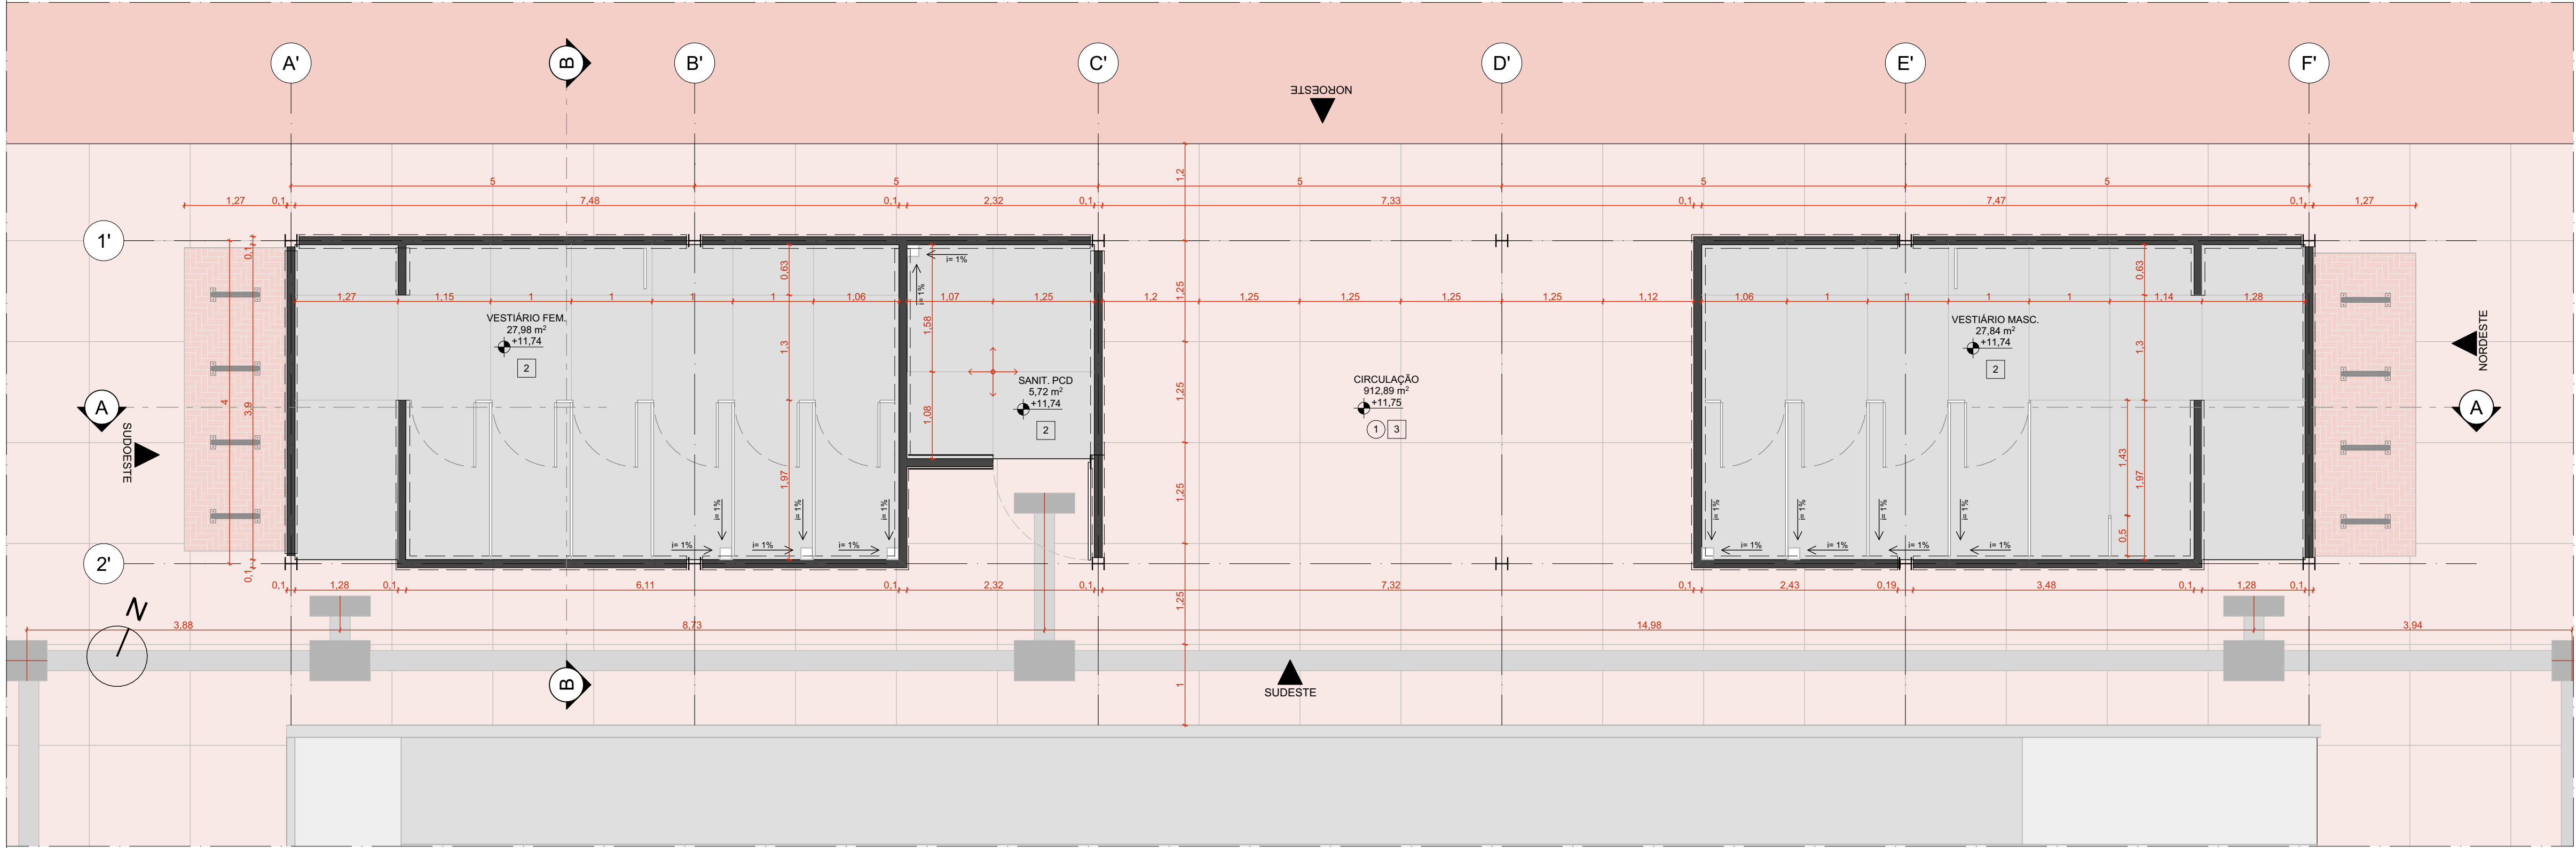 A' B B' C' D' E' F'
NOROESTE
1,2
5 5 5 5 5
1,27 0,1 7,48 0,1 2,32 0,1 7,33 0,1 7,47 0,1 1,27
1'
0,1 0,63 i= 1% 0,63
i= 1%
1,25
1,27 1,15 1 1 1 1 1,06 1,07 1,25 1,2 1,25 1,25 1,25 1,25 1,12 1,06 1 1 1 1 1,14 1,28
VESTIÁRIO FEM.
27,98 m²
+11,74
2
1,3
1,58
VESTIÁRIO MASC.
27,84 m²
+11,74
2
1,3
NORDESTE
SANIT. PCD
5,72 m²
+11,74
2
1,08
1,25
CIRCULAÇÃO
912,89 m²
+11,75
1 3
A 4 3,9 A
SUDOESTE
1,97 1,25 1,43 1,97
i= 1% i= 1% i= 1% i= 1% i= 1% i= 1% i= 1% 0,5
i= 1% i= 1% i= 1% i= 1% i= 1% i= 1% i= 1%
2'
0,1
0,1 1,28 0,1 6,11 0,1 2,32 0,1 7,32 0,1 2,43 0,19 3,48 0,1 1,28 0,1
1,25
N
3,88 8,73 14,98 3,94
B
1
SUDESTE